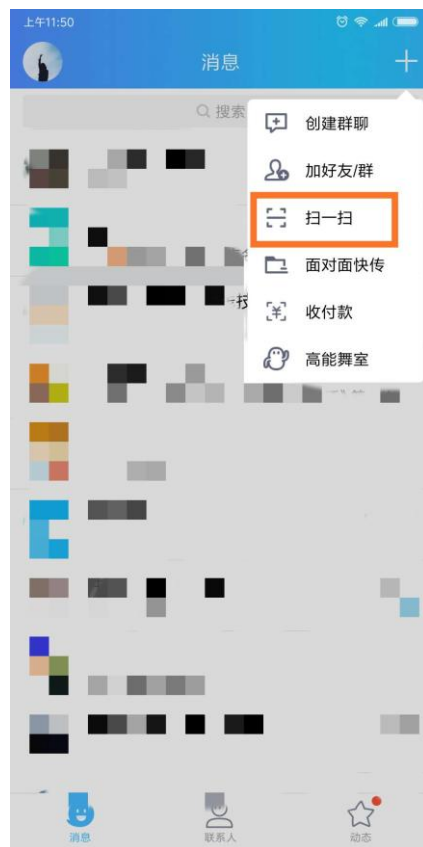 上午11:50
消息
搜索
创建群聊
加好友/群
扫一扫
面对面快传
收付款
高能舞室
消息
联系人
动态